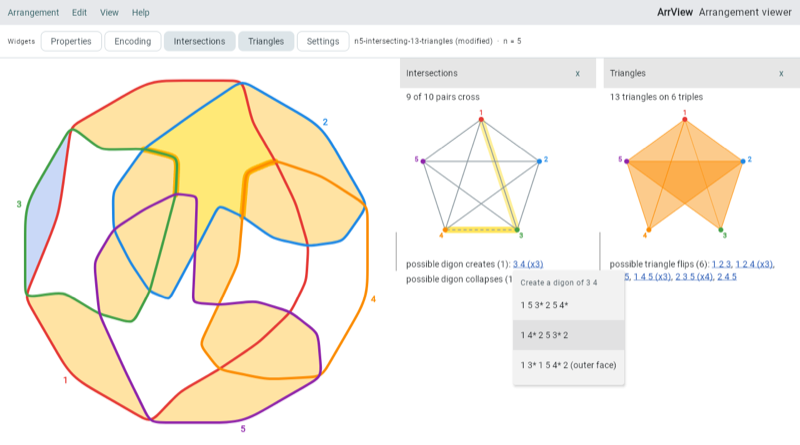 Arrangement Edit View Help ArrView Arrangement viewer
Widgets Properties Encoding Intersections Triangles Settings n5-intersecting-13-triangles (modified) · n = 5
Intersections x
Triangles x
9 of 10 pairs cross
13 triangles on 6 triples
1
2
3
4
5
1
5
2
4
3
1
5
2
4
3
possible digon creates (1): 3 4 (x3)
possible digon collapses (1
possible triangle flips (6): 1 2 3, 1 2 4 (x3),
5, 1 4 5 (x3), 2 3 5 (x4), 2 4 5
Create a digon of 3 4
1 5 3* 2 5 4*
1 4* 2 5 3* 2
1 3* 1 5 4* 2 (outer face)